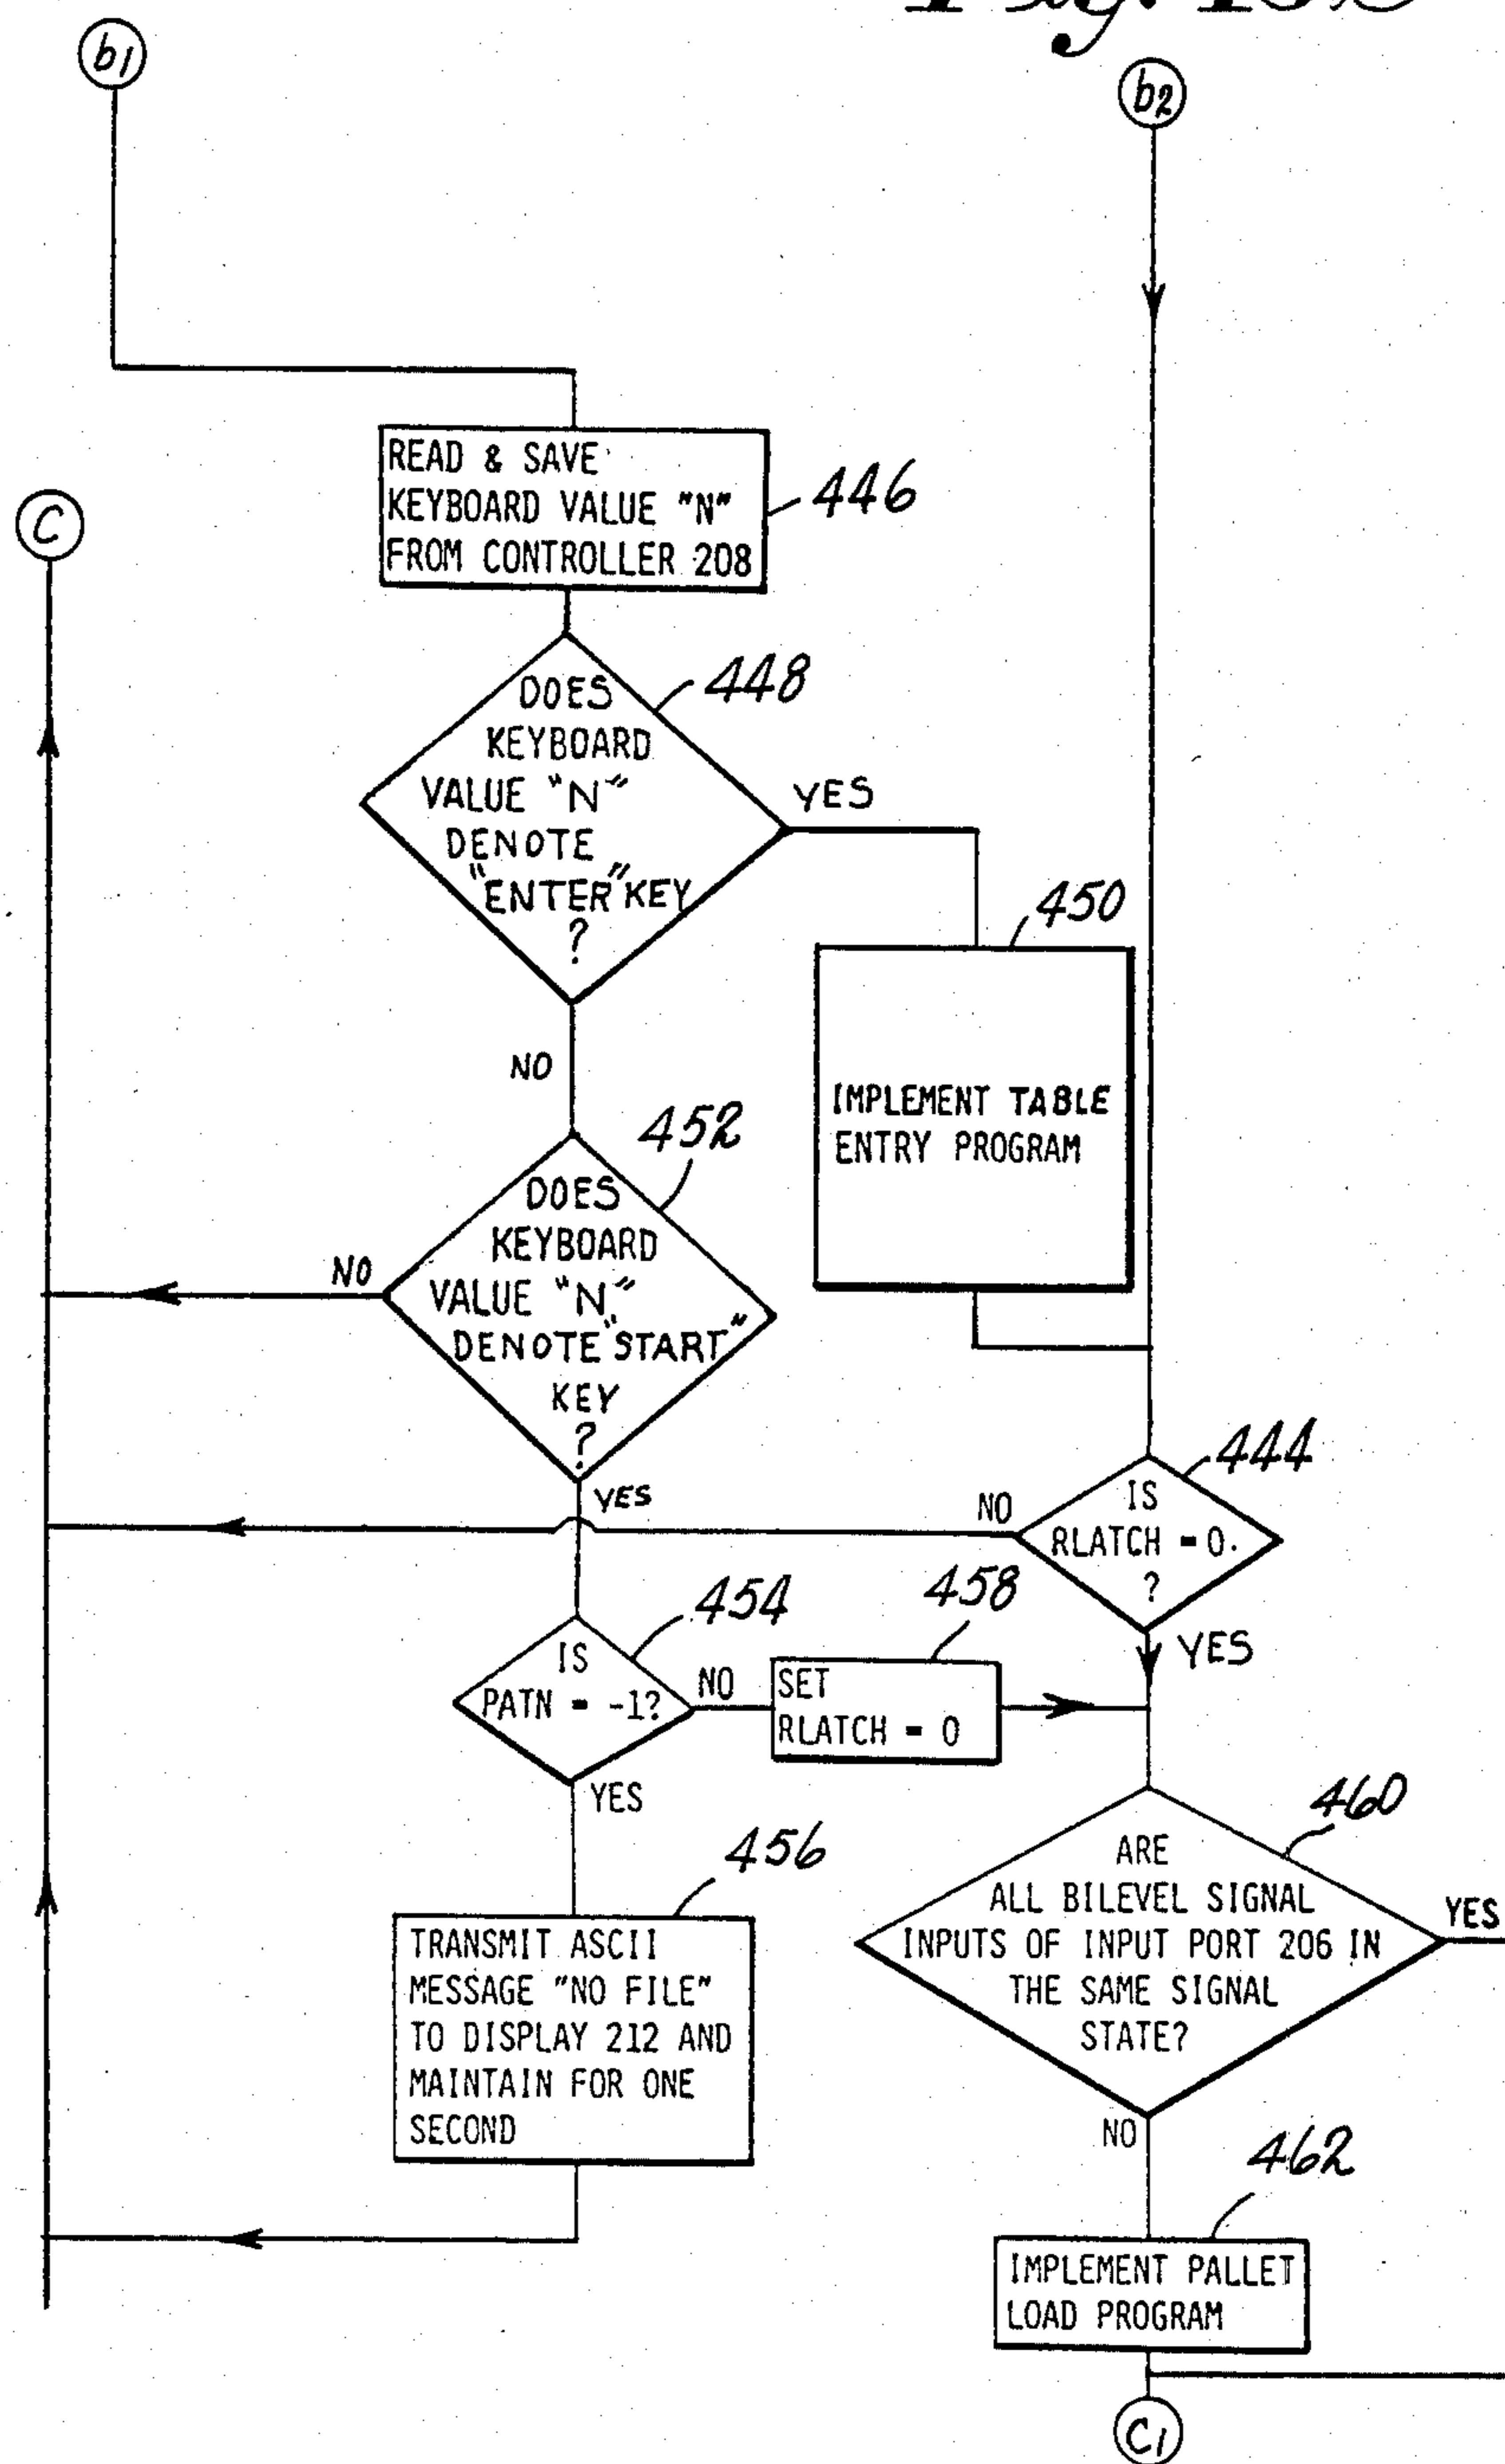 b1
b2
READ & SAVE
KEYBOARD VALUE "N"
FROM CONTROLLER 208
446
C
DOES
KEYBOARD
VALUE "N"
DENOTE
"ENTER" KEY
?
448
YES
NO
450
IMPLEMENT TABLE
ENTRY PROGRAM
DOES
KEYBOARD
VALUE "N"
DENOTE "START"
KEY
?
452
NO
YES
IS
RLATCH = 0
?
444
NO
YES
IS
PATN = -1?
454
NO
YES
SET
RLATCH = 0
458
TRANSMIT ASCII
MESSAGE "NO FILE"
TO DISPLAY 212 AND
MAINTAIN FOR ONE
SECOND
456
ARE
ALL BILEVEL SIGNAL
INPUTS OF INPUT PORT 206 IN
THE SAME SIGNAL
STATE?
460
YES
NO
IMPLEMENT PALLET
LOAD PROGRAM
462
C1